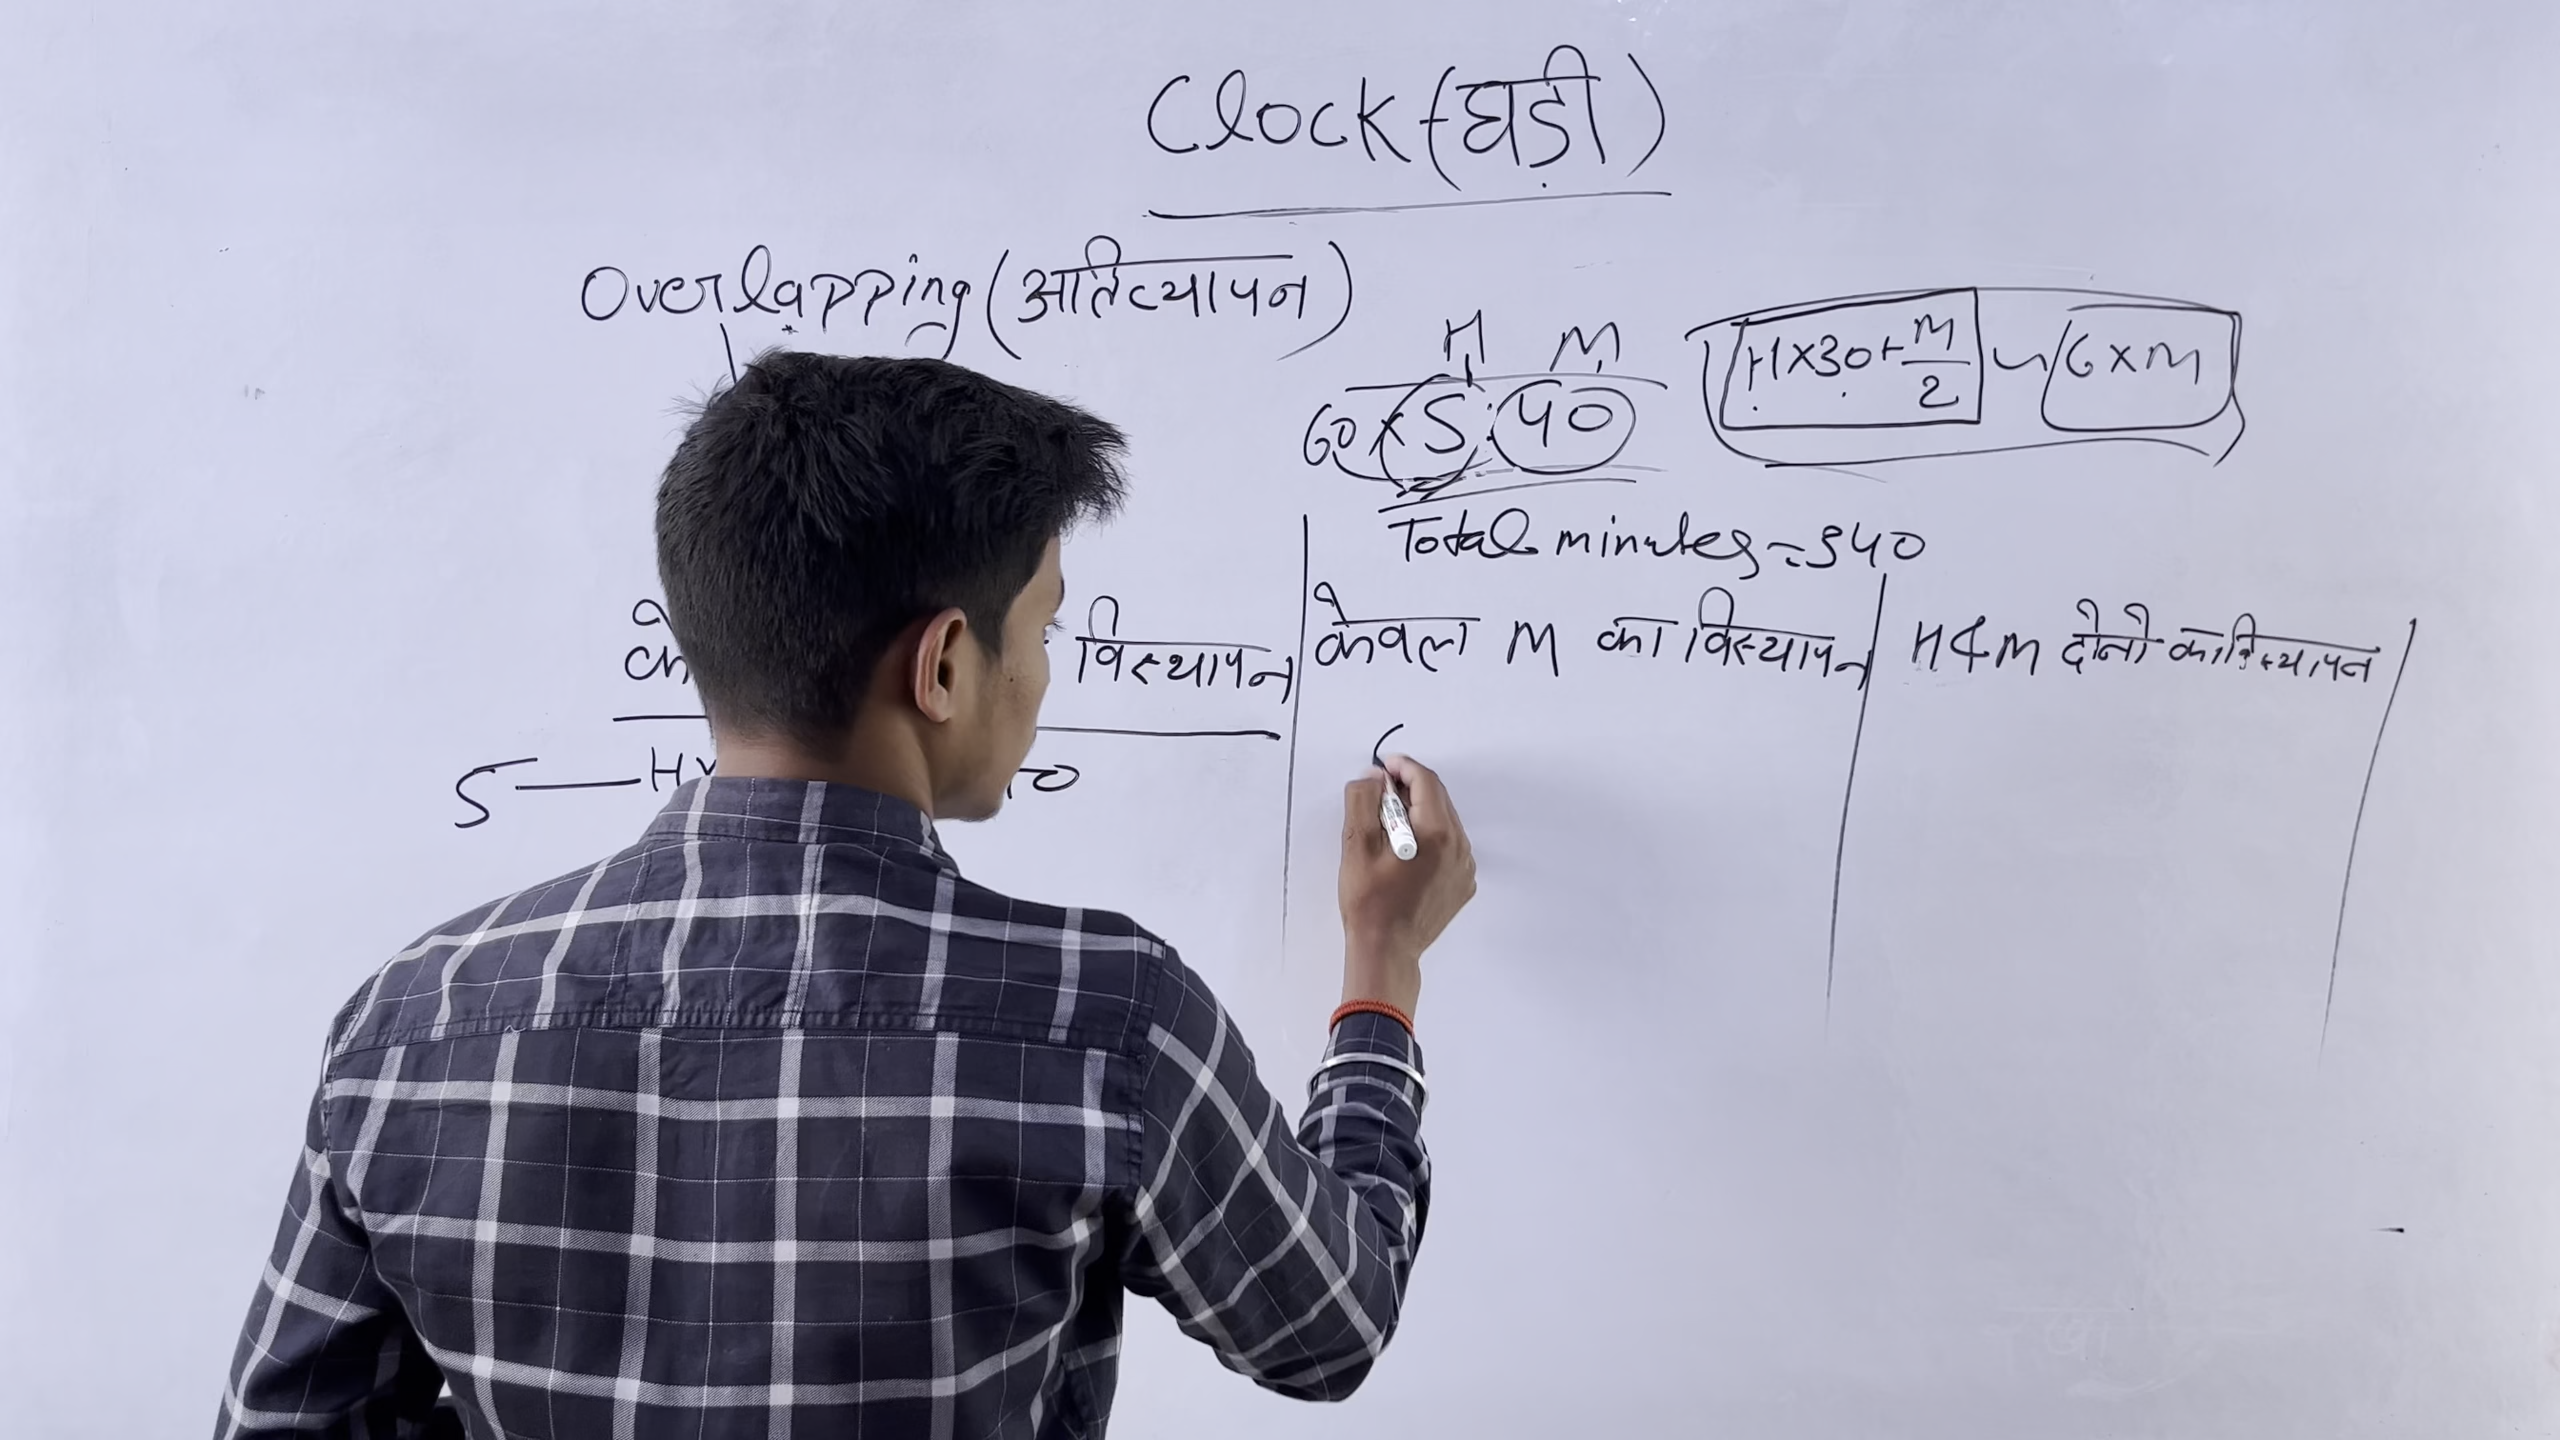 Clock (घड़ी)
Overlapping (अतिव्यापन)
H M
60 × 5 : 40
H×30+M/2 ~ 6×M
Total minutes = 340
विस्थापन
केवल M का विस्थापन
H & M दोनो का विस्थापन
5 — H